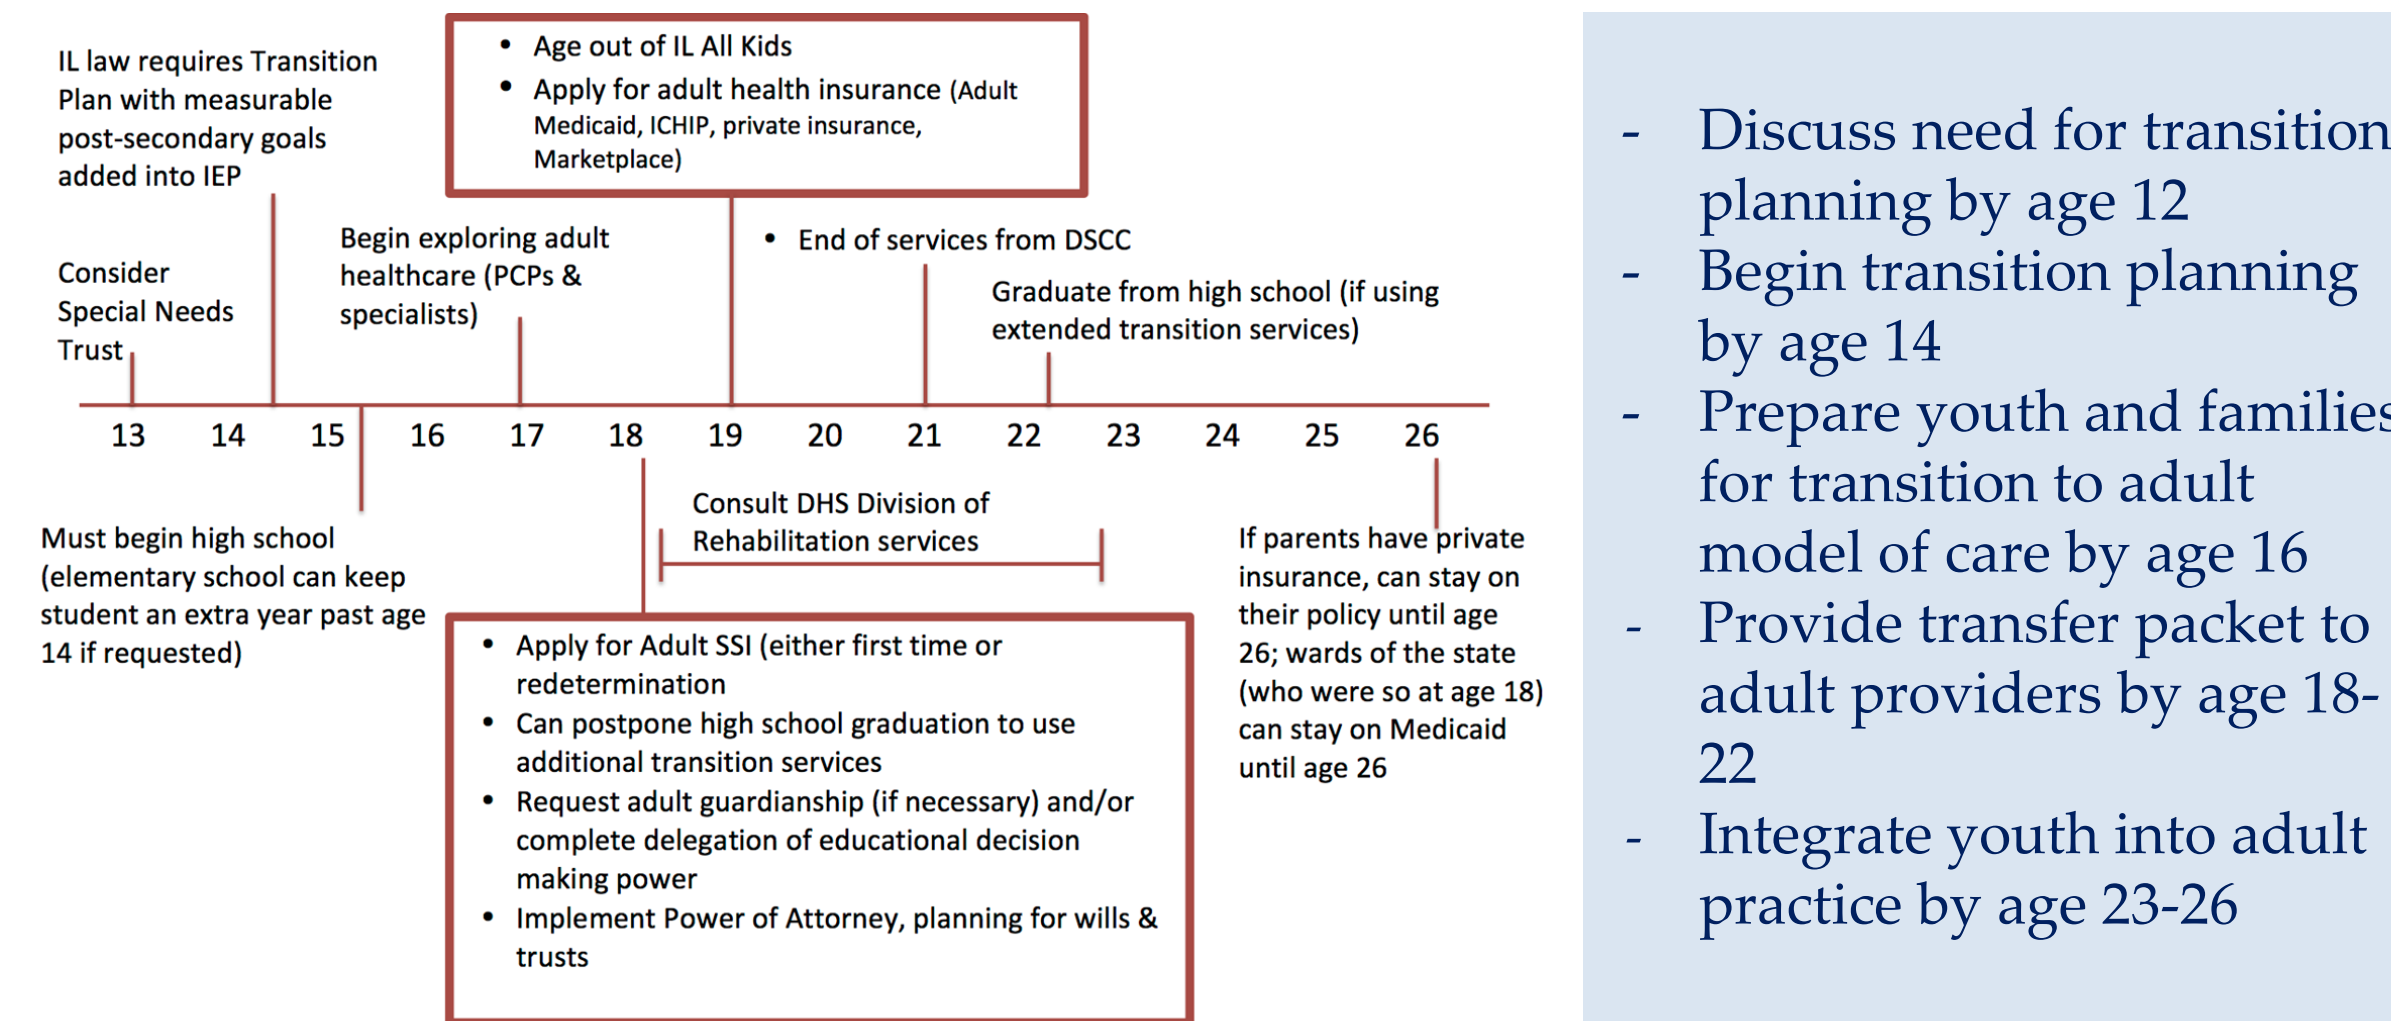 IL law requires Transition
Plan with measurable
post-secondary goals
added into IEP
• Age out of IL All Kids
• Apply for adult health insurance (Adult
Medicaid, ICHIP, private insurance,
Marketplace)
Consider
Special Needs
Trust
Begin exploring adult
healthcare (PCPs &
specialists)
• End of services from DSCC
Graduate from high school (if using
extended transition services)
13 14 15 16 17 18 19 20 21 22 23 24 25 26
Must begin high school
(elementary school can keep
student an extra year past age
14 if requested)
Consult DHS Division of
Rehabilitation services
• Apply for Adult SSI (either first time or
redetermination
• Can postpone high school graduation to use
additional transition services
• Request adult guardianship (if necessary) and/or
complete delegation of educational decision
making power
• Implement Power of Attorney, planning for wills &
trusts
If parents have private
insurance, can stay on
their policy until age
26; wards of the state
(who were so at age 18)
can stay on Medicaid
until age 26
- Discuss need for transition
planning by age 12
- Begin transition planning
by age 14
- Prepare youth and families
for transition to adult
model of care by age 16
- Provide transfer packet to
adult providers by age 18-
22
- Integrate youth into adult
practice by age 23-26